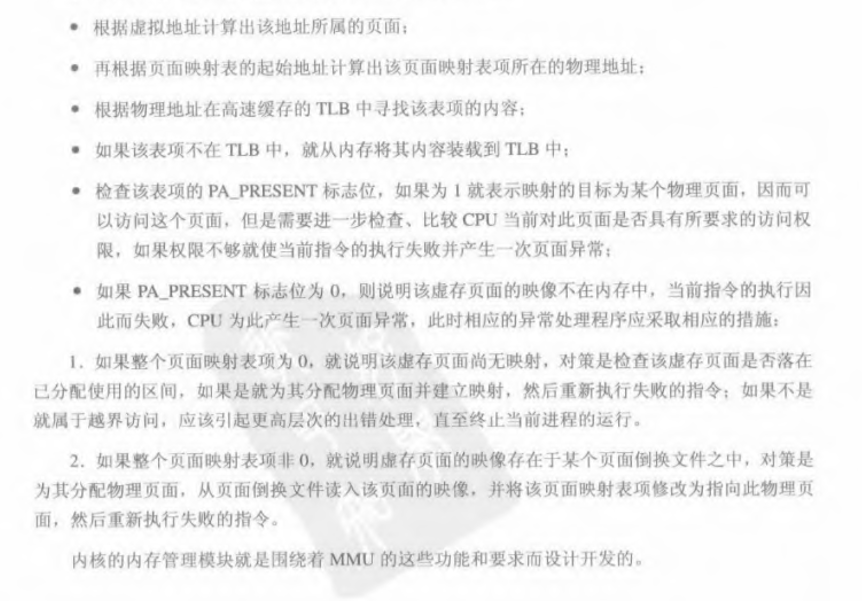 • 根据虚拟地址计算出该地址所属的页面；
• 再根据页面映射表的起始地址计算出该页面映射表项所在的物理地址；
• 根据物理地址在高速缓存的 TLB 中寻找该表项的内容；
• 如果该表项不在 TLB 中，就从内存将其内容装载到 TLB 中；
• 检查该表项的 PA_PRESENT 标志位，如果为 1 就表示映射的目标为某个物理页面，因而可
以访问这个页面，但是需要进一步检查、比较 CPU 当前对此页面是否具有所要求的访问权
限，如果权限不够就使当前指令的执行失败并产生一次页面异常；
• 如果 PA_PRESENT 标志位为 0，则说明该虚存页面的映像不在内存中，当前指令的执行因
此而失败，CPU 为此产生一次页面异常，此时相应的异常处理程序应采取相应的措施：
1．如果整个页面映射表项为 0，就说明该虚存页面尚无映射，对策是检查该虚存页面是否落在
已分配使用的区间，如果是就为其分配物理页面并建立映射，然后重新执行失败的指令；如果不是
就属于越界访问，应该引起更高层次的出错处理，直至终止当前进程的运行。
2．如果整个页面映射表项非 0，就说明虚存页面的映像存在于某个页面倒换文件之中，对策是
为其分配物理页面，从页面倒换文件读入该页面的映像，并将该页面映射表项修改为指向此物理页
面，然后重新执行失败的指令。
内核的内存管理模块就是围绕着 MMU 的这些功能和要求而设计开发的。